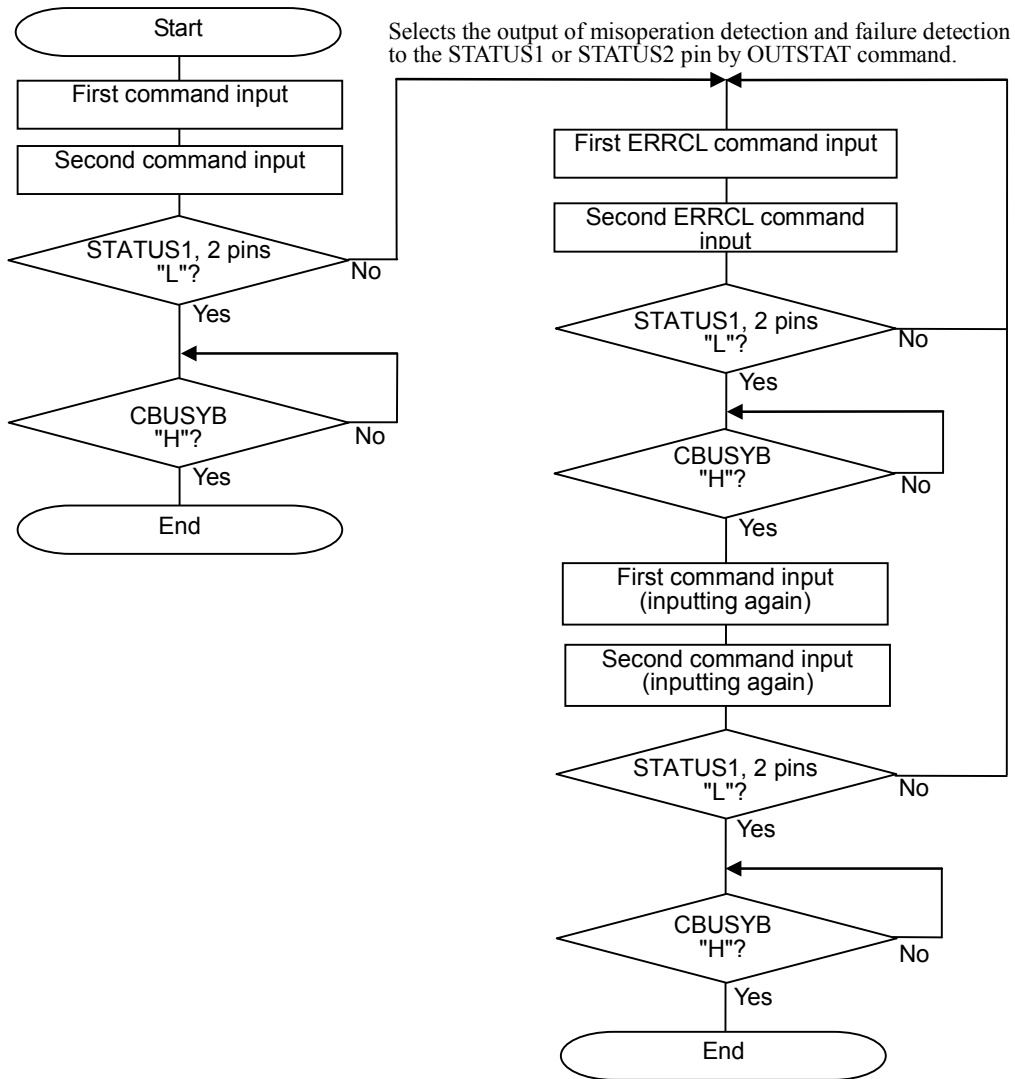 Start
First command input
Second command input
STATUS1, 2 pins
"L"?
No
Yes
CBUSYB
"H"?
No
Yes
End
Selects the output of misoperation detection and failure detection
to the STATUS1 or STATUS2 pin by OUTSTAT command.
First ERRCL command input
Second ERRCL command
input
STATUS1, 2 pins
"L"?
No
Yes
CBUSYB
"H"?
No
Yes
First command input
(inputting again)
Second command input
(inputting again)
STATUS1, 2 pins
"L"?
No
Yes
CBUSYB
"H"?
No
Yes
End